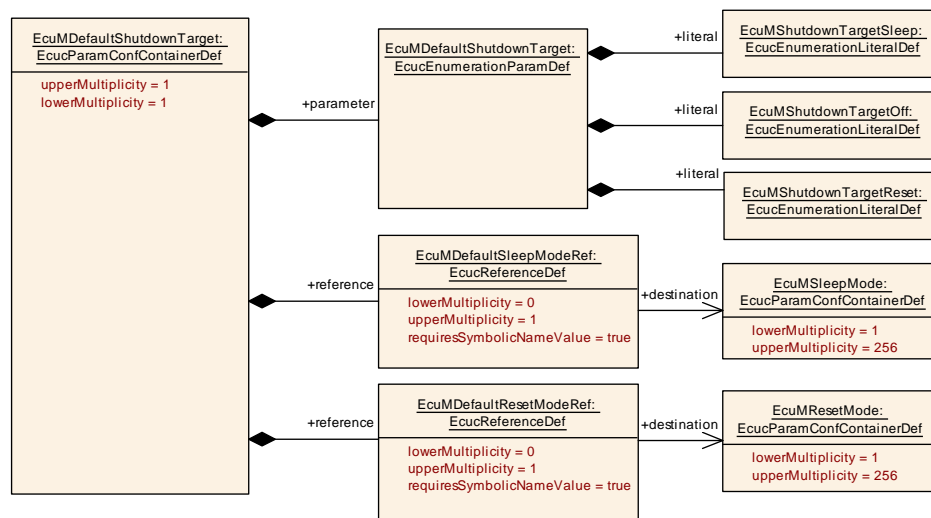 EcuMDefaultShutdownTarget:
EcucParamConfContainerDef
upperMultiplicity = 1
lowerMultiplicity = 1
+parameter
EcuMDefaultShutdownTarget:
EcucEnumerationParamDef
+literal
EcuMShutdownTargetSleep:
EcucEnumerationLiteralDef
+literal
EcuMShutdownTargetOff:
EcucEnumerationLiteralDef
+literal
EcuMShutdownTargetReset:
EcucEnumerationLiteralDef
+reference
EcuMDefaultSleepModeRef:
EcucReferenceDef
lowerMultiplicity = 0
upperMultiplicity = 1
requiresSymbolicNameValue = true
+destination
EcuMSleepMode:
EcucParamConfContainerDef
lowerMultiplicity = 1
upperMultiplicity = 256
+reference
EcuMDefaultResetModeRef:
EcucReferenceDef
lowerMultiplicity = 0
upperMultiplicity = 1
requiresSymbolicNameValue = true
+destination
EcuMResetMode:
EcucParamConfContainerDef
lowerMultiplicity = 1
upperMultiplicity = 256